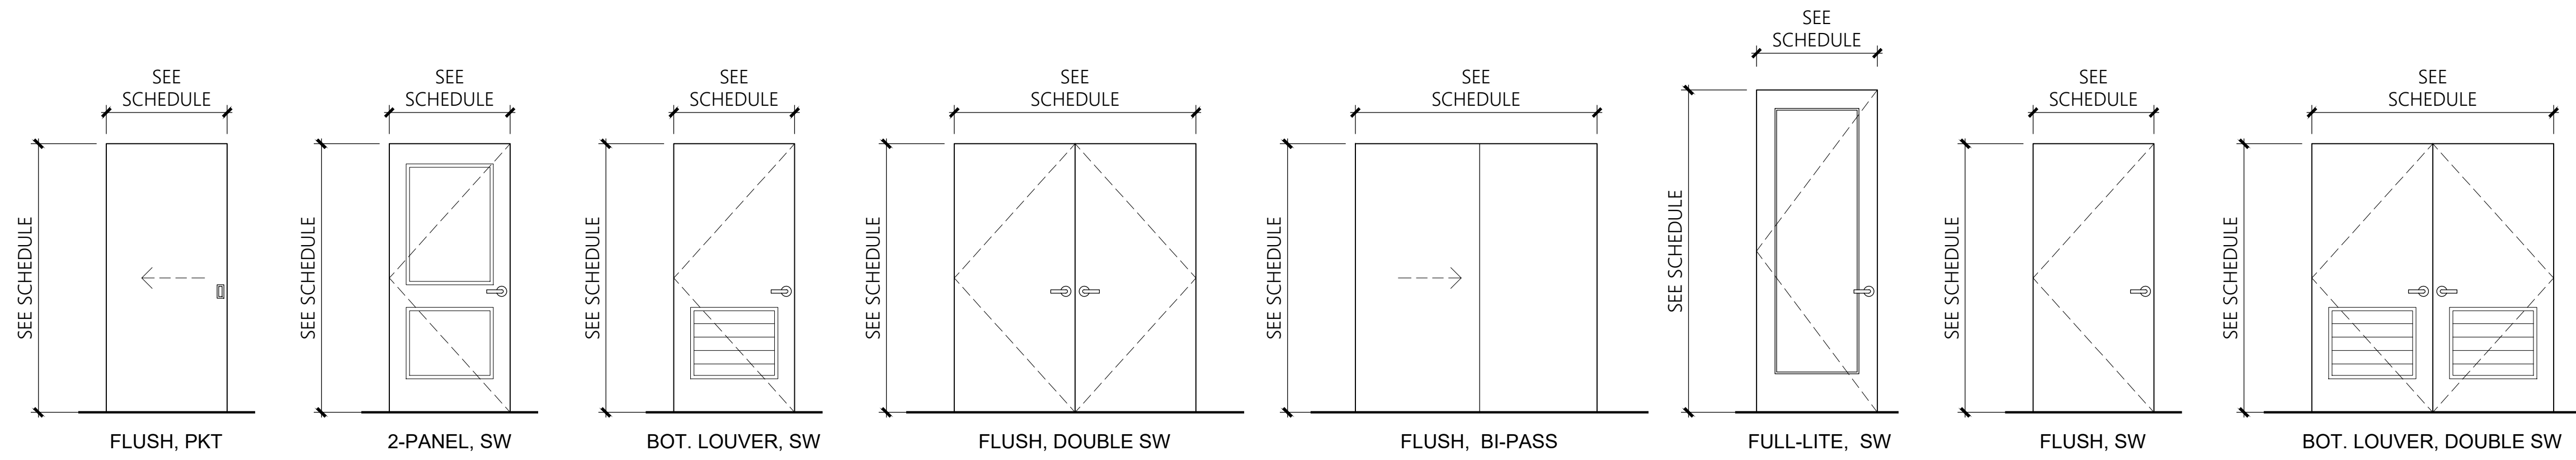 SEE
SCHEDULE
SEE SCHEDULE
FLUSH, PKT
SEE
SCHEDULE
SEE SCHEDULE
2-PANEL, SW
SEE
SCHEDULE
SEE SCHEDULE
BOT. LOUVER, SW
SEE
SCHEDULE
SEE SCHEDULE
FLUSH, DOUBLE SW
SEE
SCHEDULE
SEE SCHEDULE
FLUSH, BI-PASS
SEE
SCHEDULE
SEE SCHEDULE
FULL-LITE, SW
SEE
SCHEDULE
SEE SCHEDULE
FLUSH, SW
SEE
SCHEDULE
SEE SCHEDULE
BOT. LOUVER, DOUBLE SW